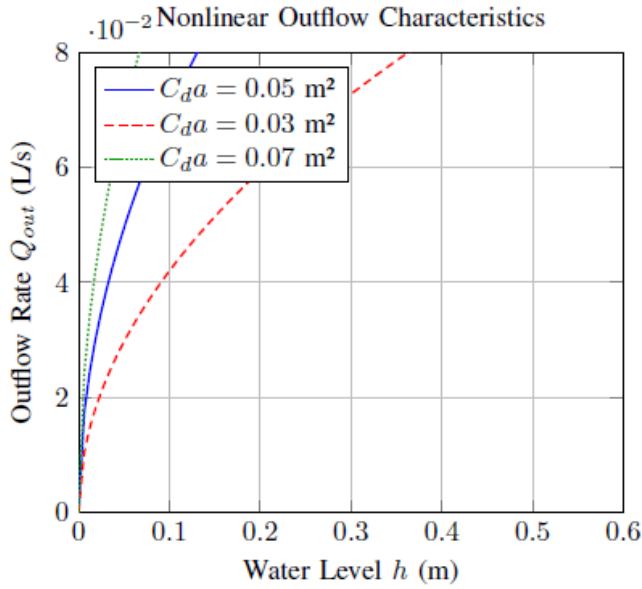 ·10⁻² Nonlinear Outflow Characteristics
8
C_d a = 0.05 m²
C_d a = 0.03 m²
C_d a = 0.07 m²
6
4
2
0
Outflow Rate Q_out (L/s)
0 0.1 0.2 0.3 0.4 0.5 0.6
Water Level h (m)